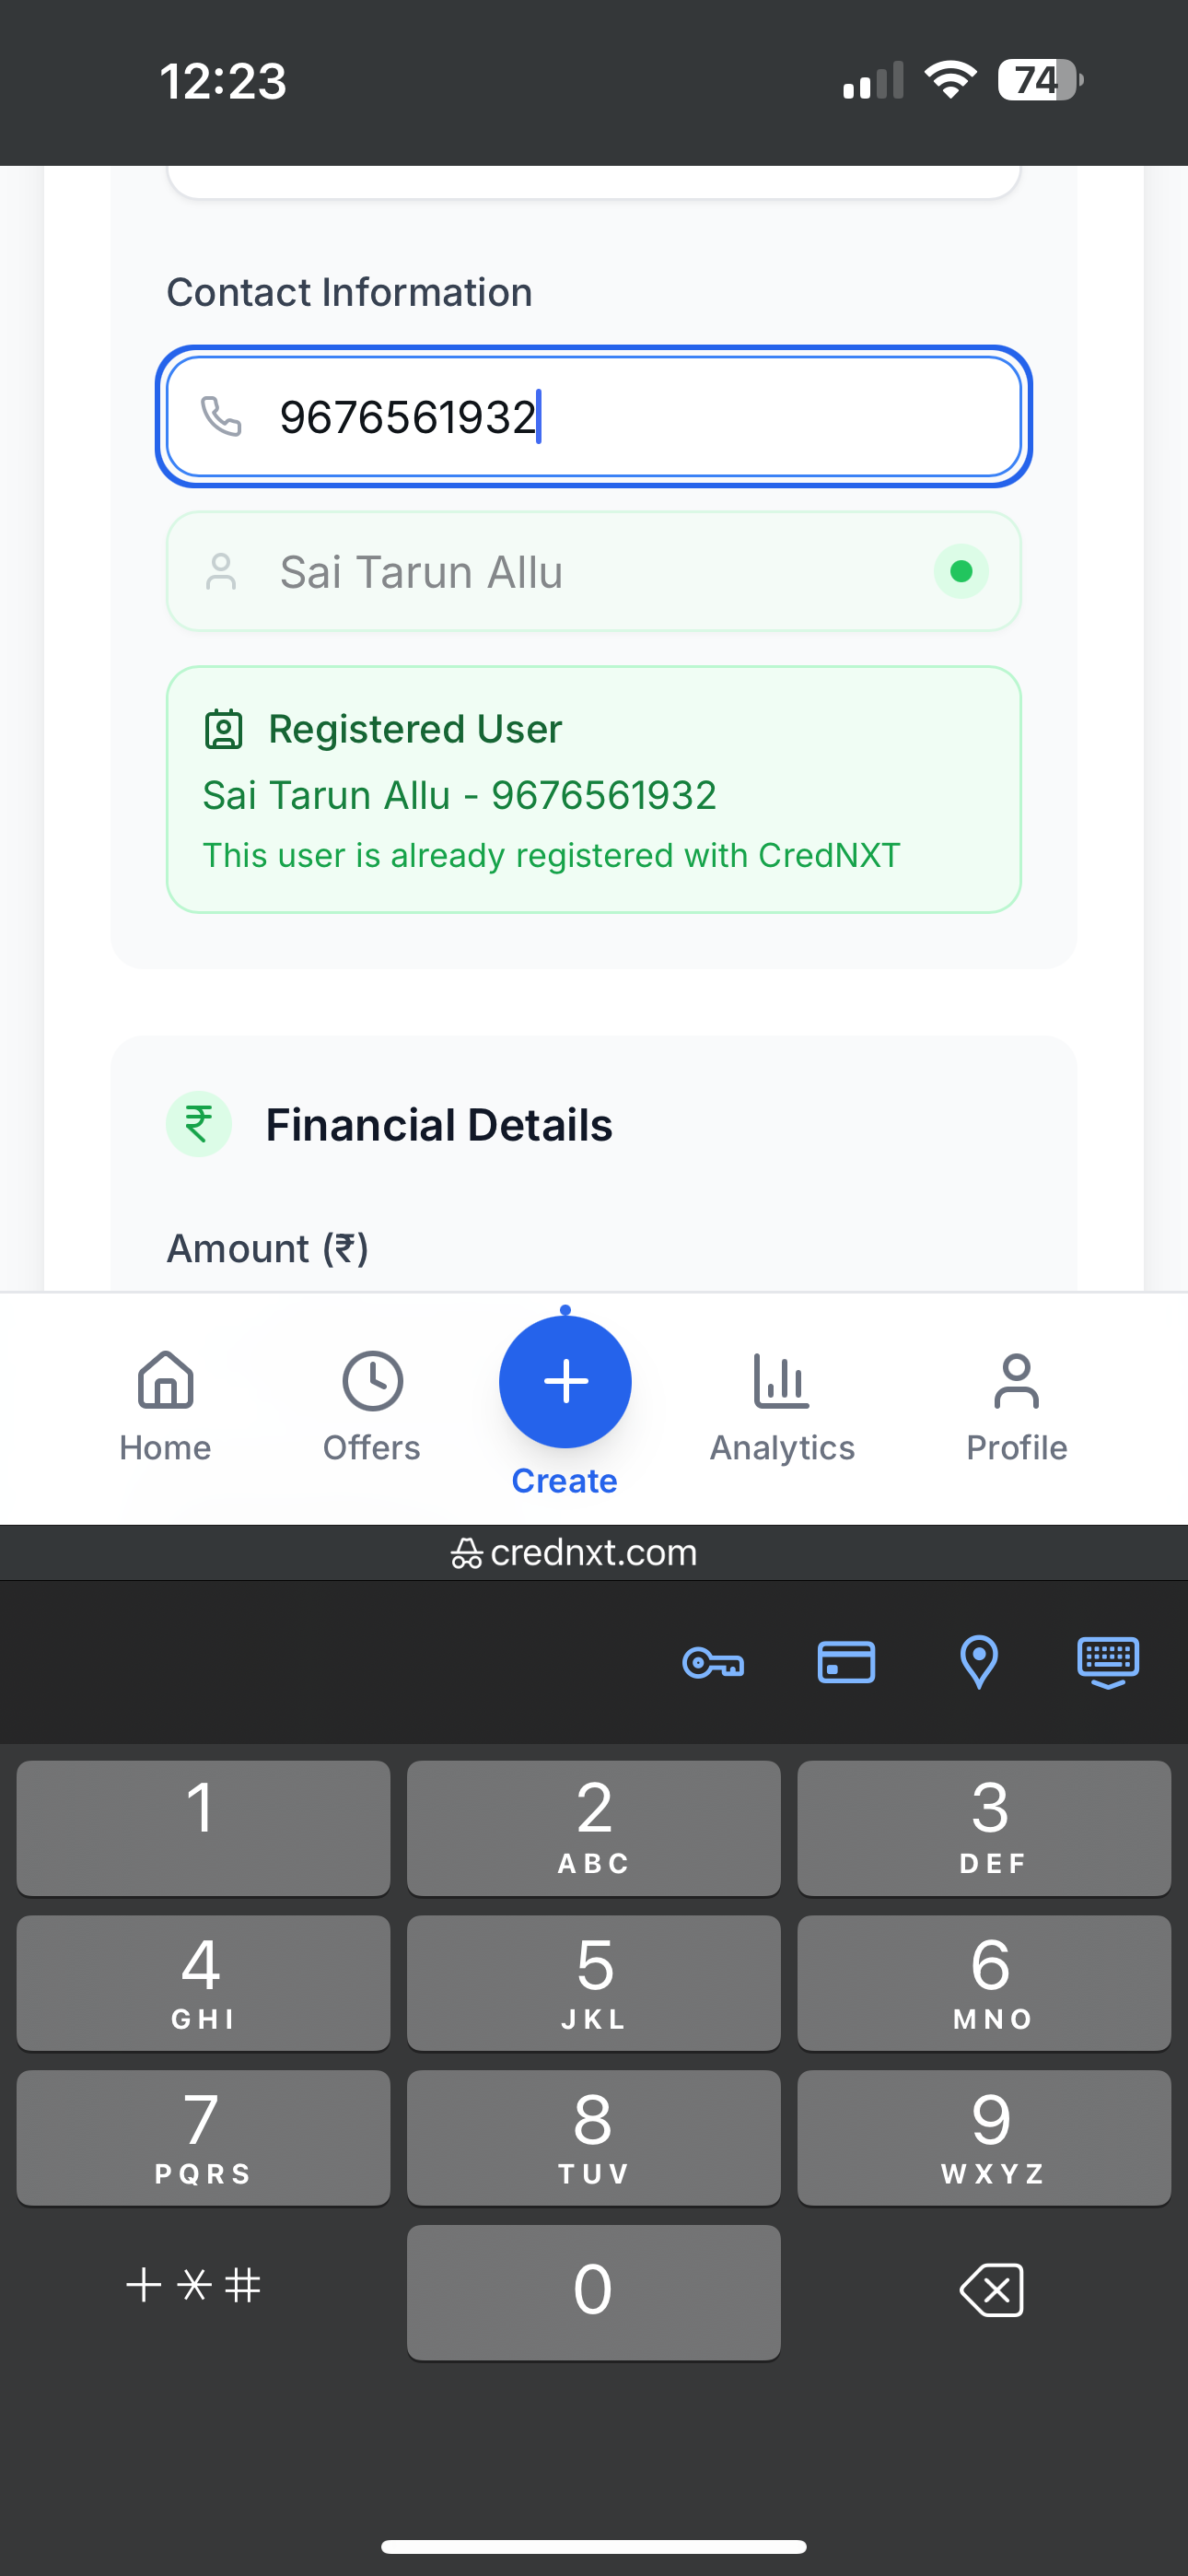 12:23
74
Contact Information
9676561932
Sai Tarun Allu
Registered User
Sai Tarun Allu - 9676561932
This user is already registered with CredNXT
₹ Financial Details
Amount (₹)
Home
Offers
Create
Analytics
Profile
crednxt.com
1
2
ABC
3
DEF
4
GHI
5
JKL
6
MNO
7
PQRS
8
TUV
9
WXYZ
+*#
0